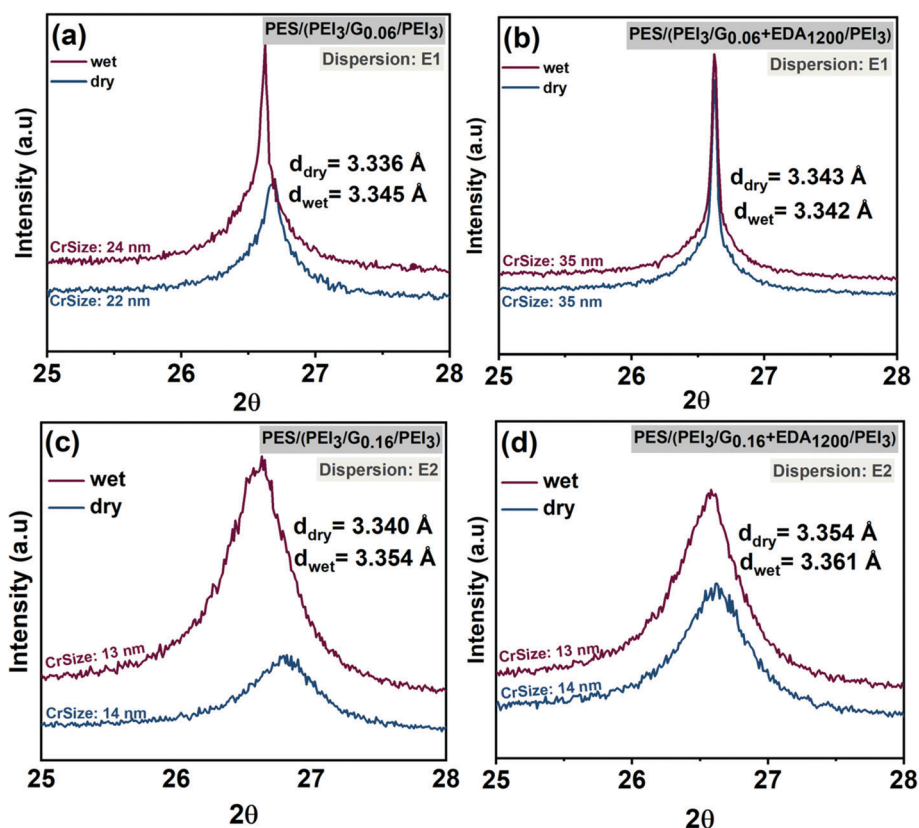 (a)
PES/(PEI3/G0.06/PEI3)
Dispersion: E1
wet
dry
ddry= 3.336 Å
dwet= 3.345 Å
CrSize: 24 nm
CrSize: 22 nm
Intensity (a.u)
25 26 27 28
2θ
(b)
PES/(PEI3/G0.06+EDA1200/PEI3)
Dispersion: E1
wet
dry
ddry= 3.343 Å
dwet= 3.342 Å
CrSize: 35 nm
CrSize: 35 nm
Intensity (a.u)
25 26 27 28
2θ
(c)
PES/(PEI3/G0.16/PEI3)
Dispersion: E2
wet
dry
ddry= 3.340 Å
dwet= 3.354 Å
CrSize: 13 nm
CrSize: 14 nm
Intensity (a.u)
25 26 27 28
2θ
(d)
PES/(PEI3/G0.16+EDA1200/PEI3)
Dispersion: E2
wet
dry
ddry= 3.354 Å
dwet= 3.361 Å
CrSize: 13 nm
CrSize: 14 nm
Intensity (a.u)
25 26 27 28
2θ